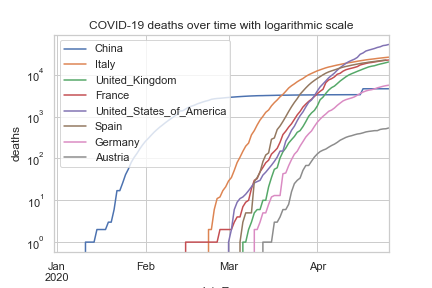 COVID-19 deaths over time with logarithmic scale
China
Italy
United_Kingdom
France
United_States_of_America
Spain
Germany
Austria
deaths
10⁴
10³
10²
10¹
10⁰
Jan
2020
Feb
Mar
Apr